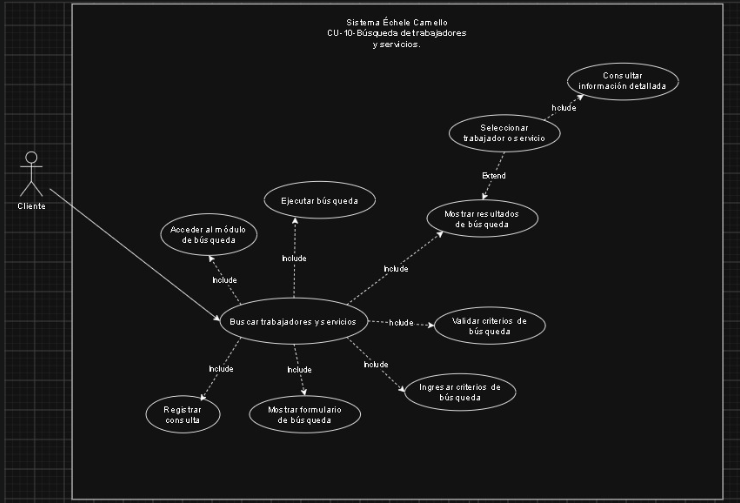 Sistema Échele Camello
CU-10-Búsqueda de trabajadores
y servicios.
Consultar
información detallada
Include
Seleccionar
trabajador o servicio
Extend
Cliente
Ejecutar búsqueda
Mostrar resultados
de búsqueda
Acceder al módulo
de búsqueda
Include
Include
Include
Buscar trabajadores y servicios
Include
Validar criterios de
búsqueda
Include
Include
Include
Ingresar criterios de
búsqueda
Registrar
consulta
Mostrar formulario
de búsqueda